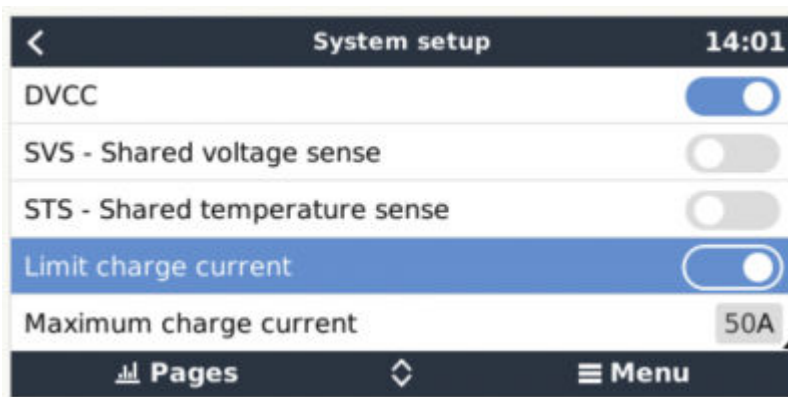 System setup 14:01
DVCC
SVS - Shared voltage sense
STS - Shared temperature sense
Limit charge current
Maximum charge current 50A
Pages Menu